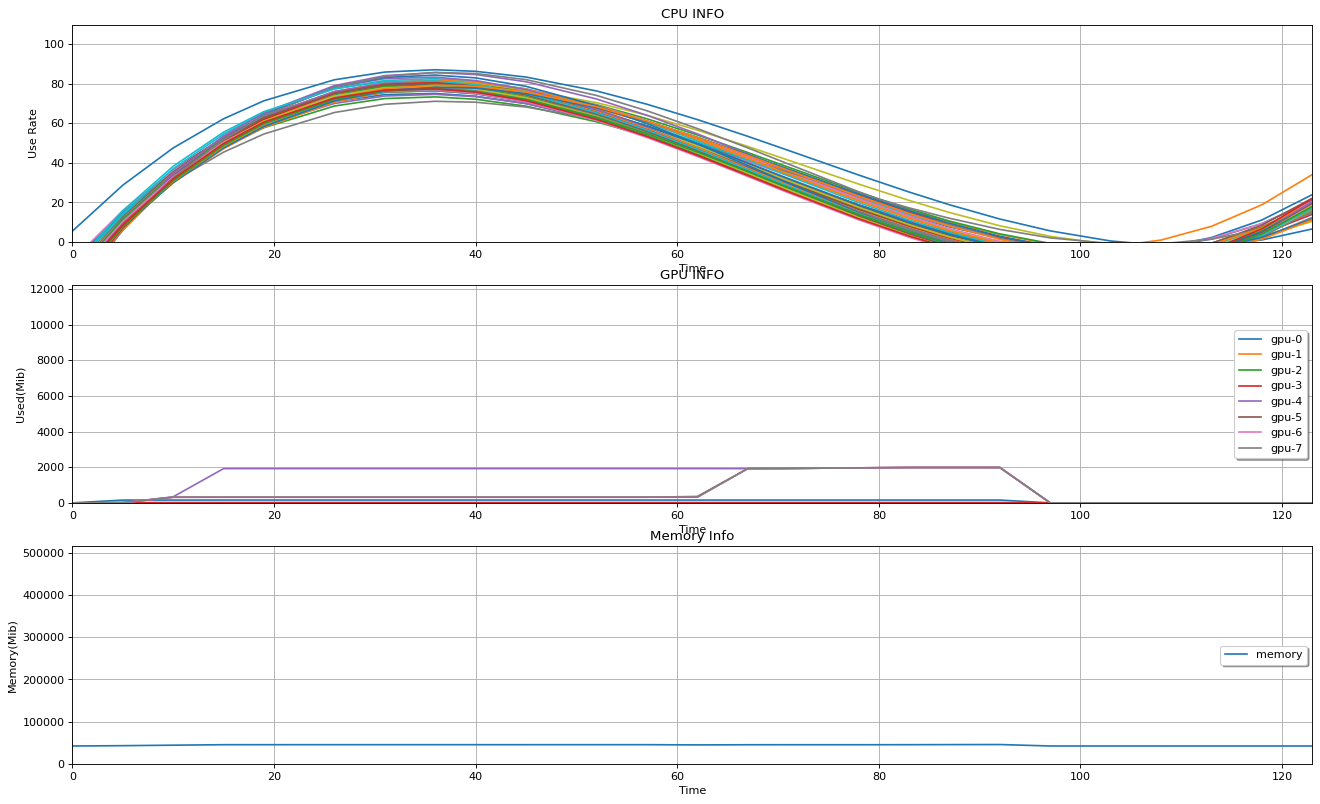 CPU INFO
100
80
60
40
20
0
Use Rate
0 20 40 60 80 100 120
Time
GPU INFO
12000
10000
8000
6000
4000
2000
0
Used(Mib)
gpu-0
gpu-1
gpu-2
gpu-3
gpu-4
gpu-5
gpu-6
gpu-7
0 20 40 60 80 100 120
Time
Memory Info
500000
400000
300000
200000
100000
0
Memory(Mib)
memory
0 20 40 60 80 100 120
Time